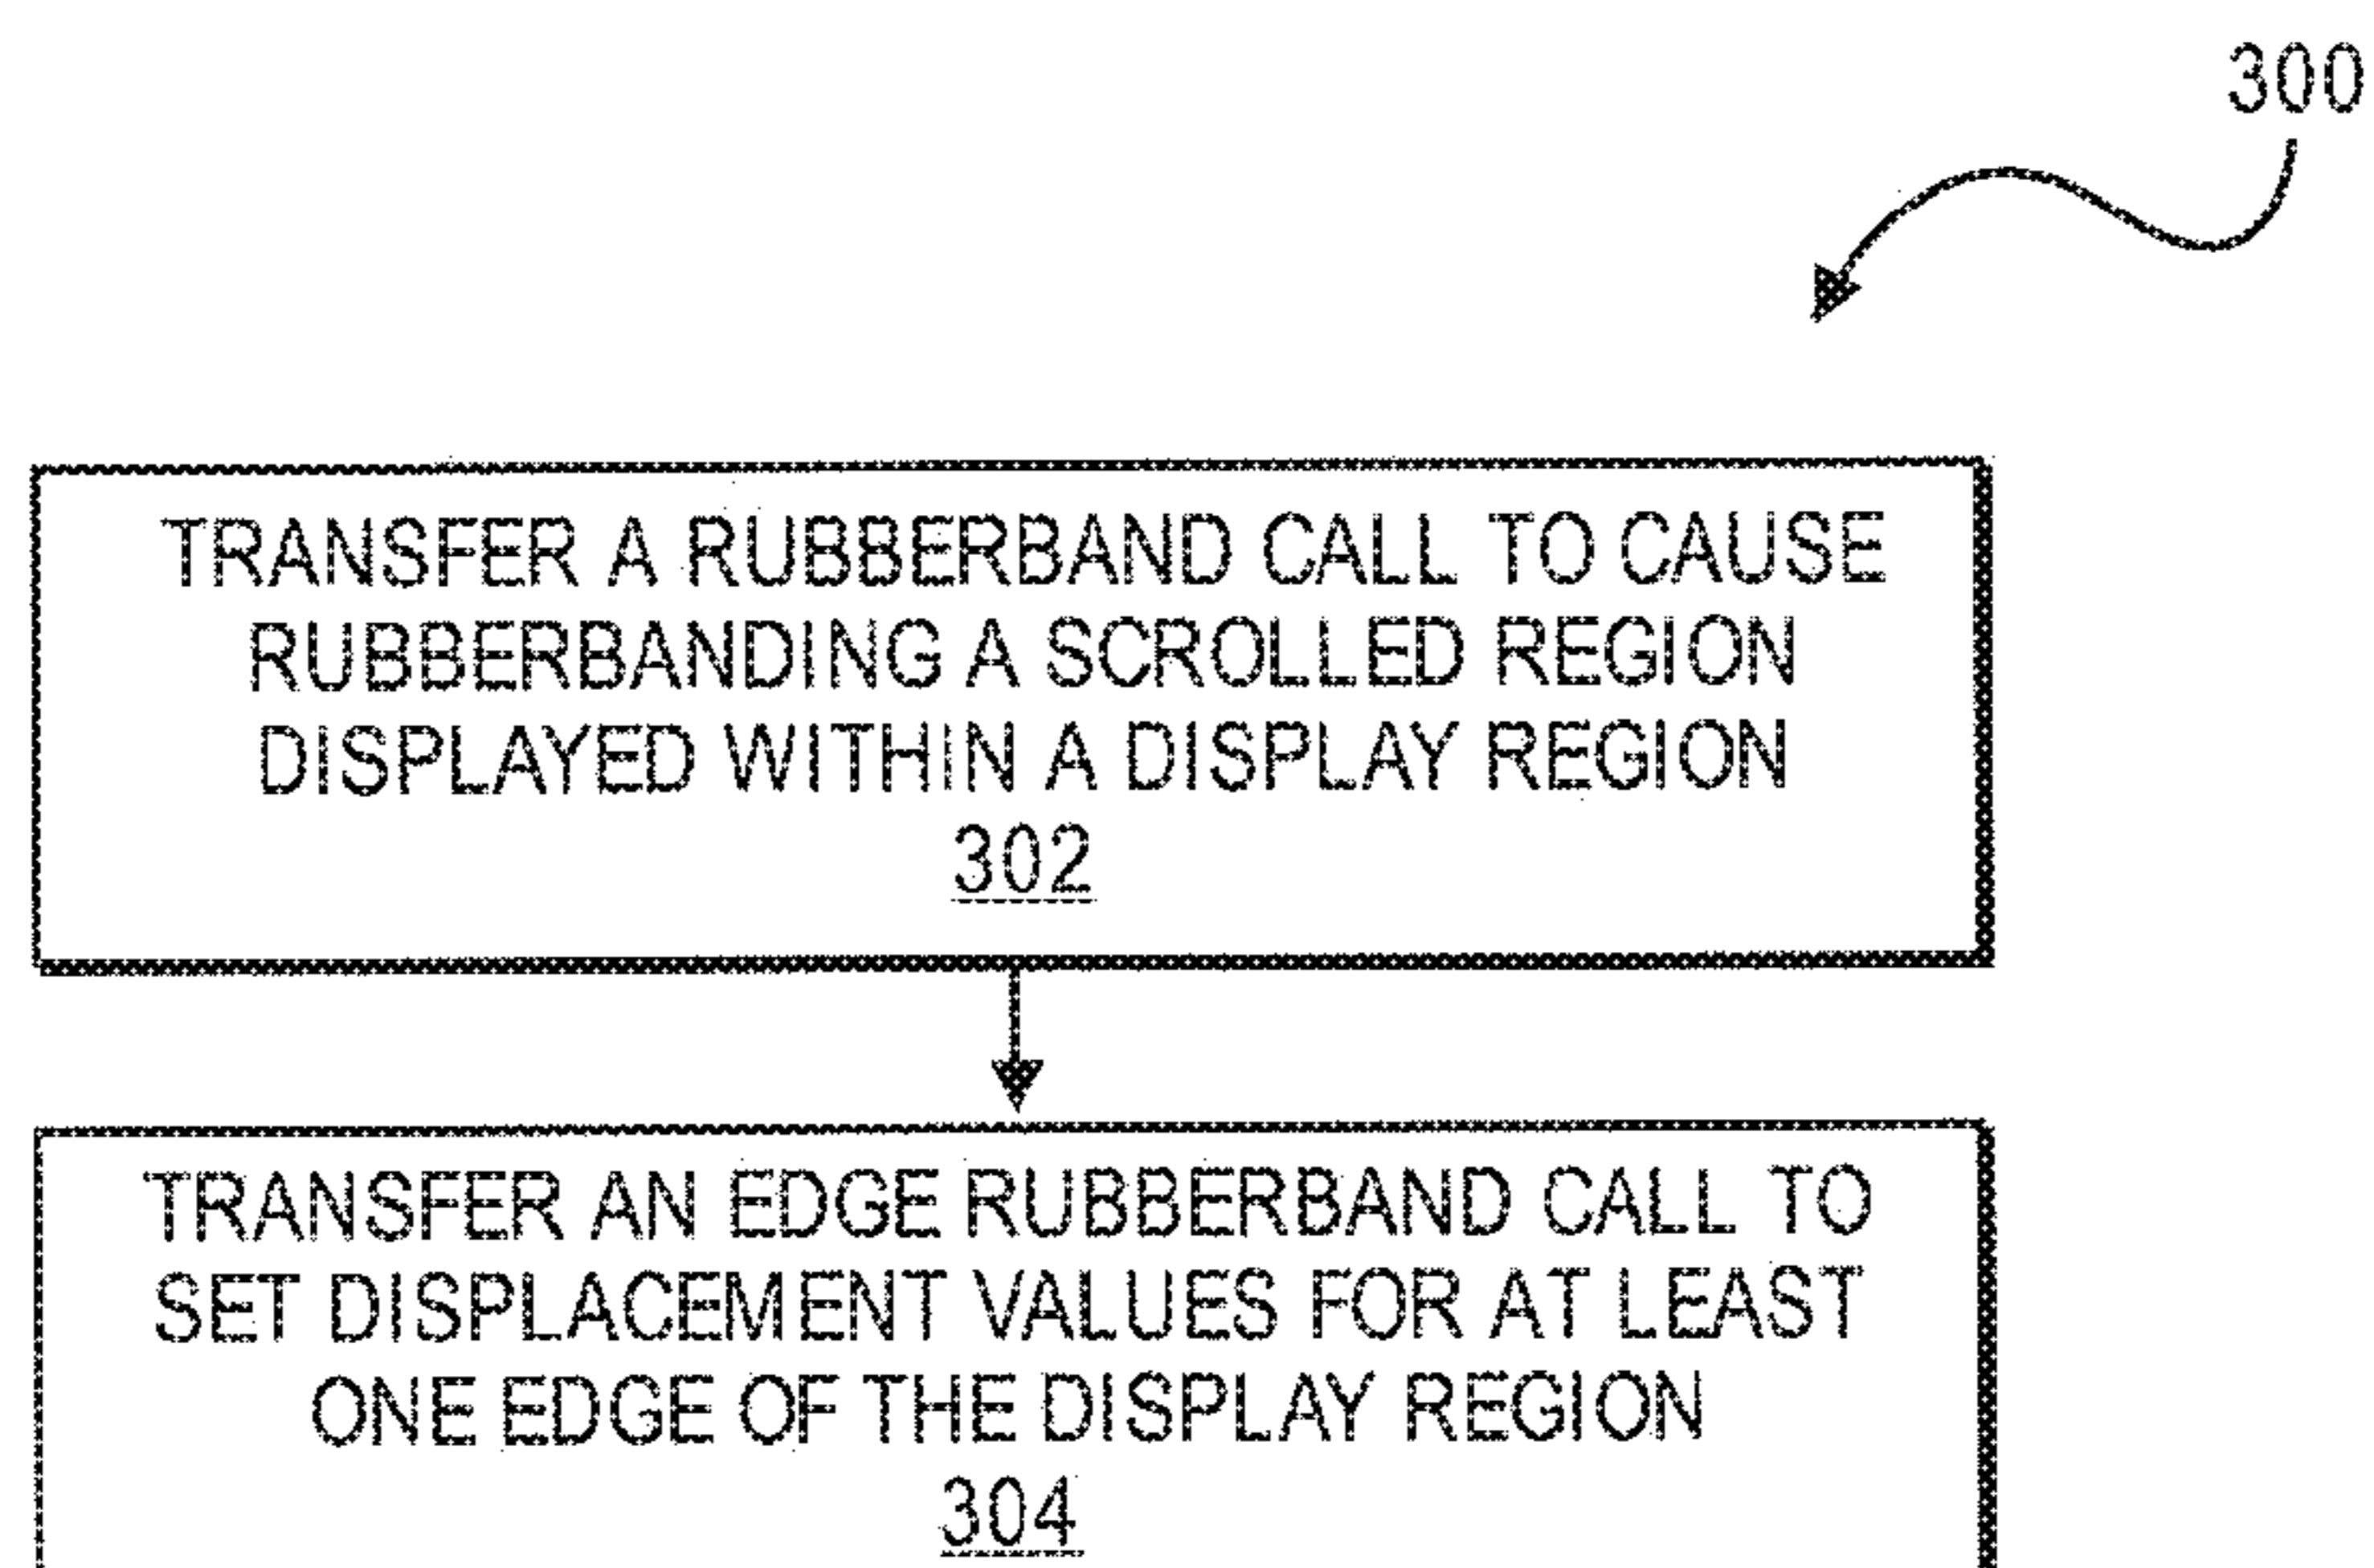 300
TRANSFER A RUBBERBAND CALL TO CAUSE
RUBBERBANDING A SCROLLED REGION
DISPLAYED WITHIN A DISPLAY REGION
302
TRANSFER AN EDGE RUBBERBAND CALL TO
SET DISPLACEMENT VALUES FOR AT LEAST
ONE EDGE OF THE DISPLAY REGION
304